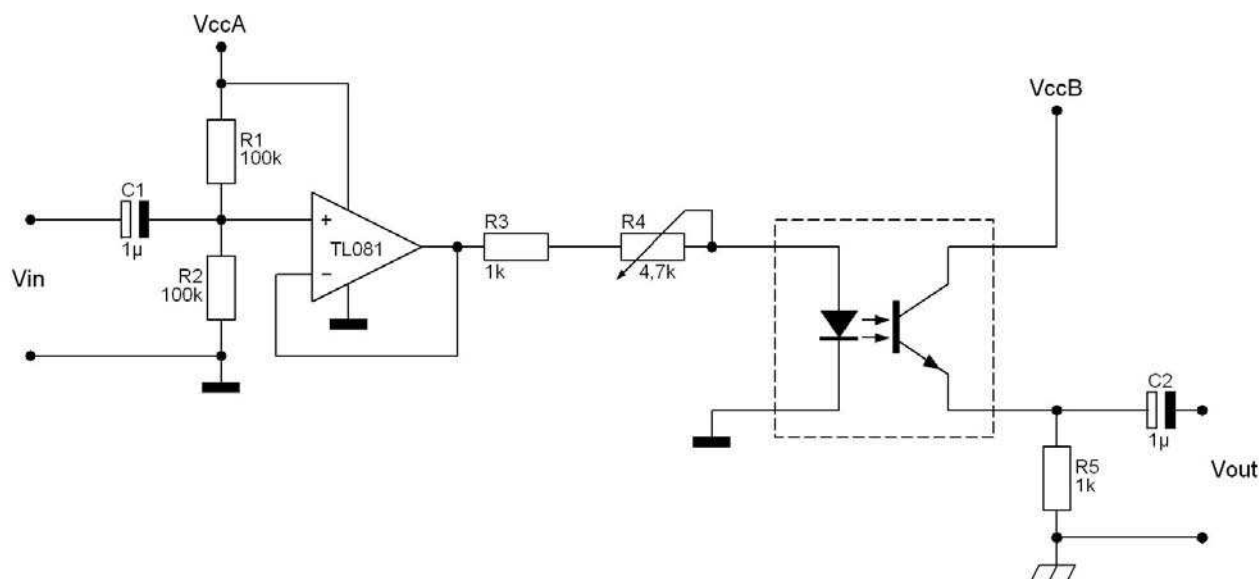 VccA
VccB
R1
100k
C1
1µ
+
TL081
−
R2
100k
Vin
R3
1k
R4
4,7k
C2
1µ
R5
1k
Vout